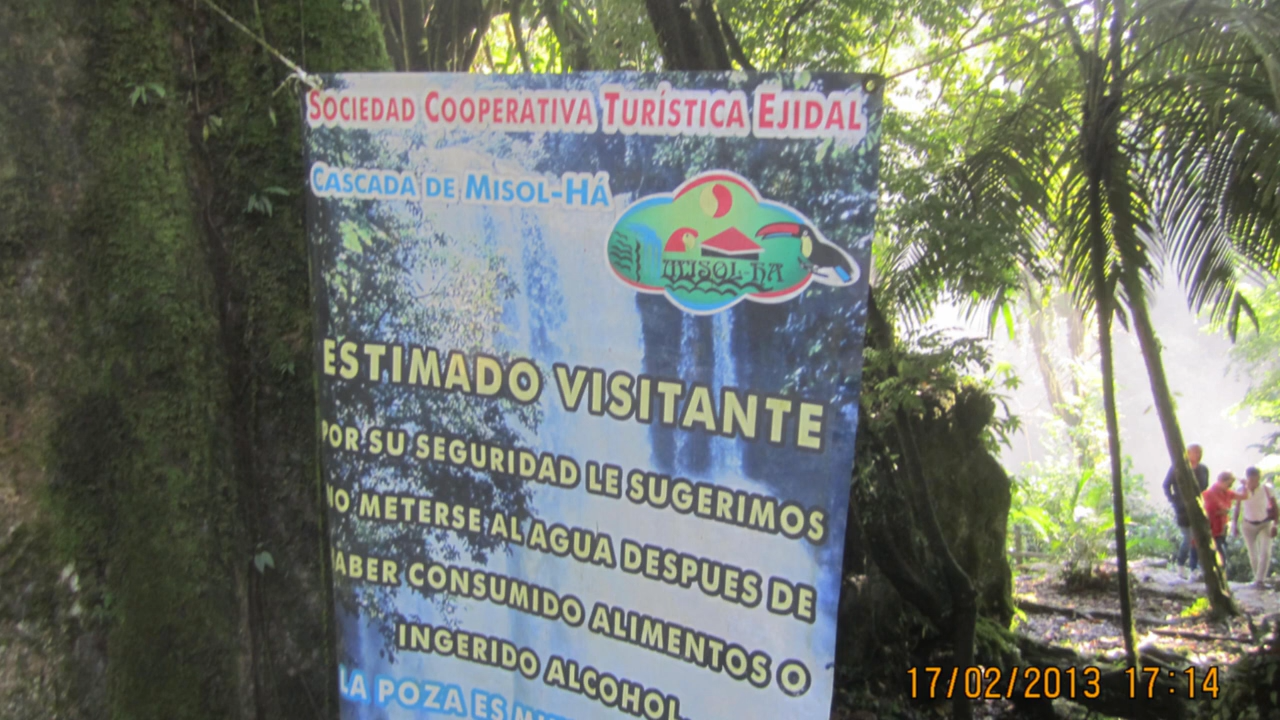 SOCIEDAD COOPERATIVA TURÍSTICA EJIDAL
CASCADA DE MISOL-HÁ
MISOL-HA
ESTIMADO VISITANTE
POR SU SEGURIDAD LE SUGERIMOS
NO METERSE AL AGUA DESPUES DE
ABER CONSUMIDO ALIMENTOS O
INGERIDO ALCOHOL.
LA POZA ES
17/02/2013 17:14